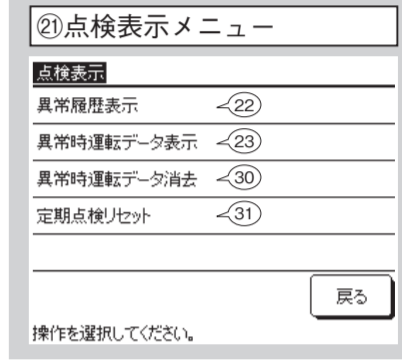 ㉑点検表示メニュー
点検表示
異常履歴表示 22
異常時運転データ表示 23
異常時運転データ消去 30
定期点検リセット 31
戻る
操作を選択してください。